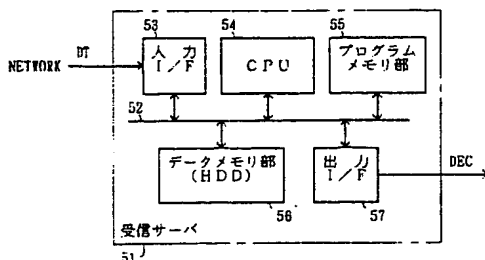 53
54
55
NETWORK
DT
入力
I/F
CPU
プログラム
メモリ部
52
データメモリ部
(HDD)
出力
I/F
DEC
56
57
受信サーバ
51